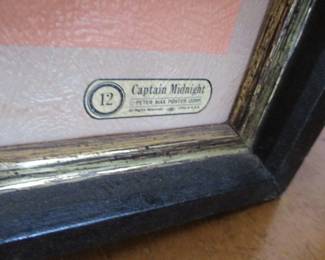 12
Captain Midnight
PETER MAX POSTER CORP.